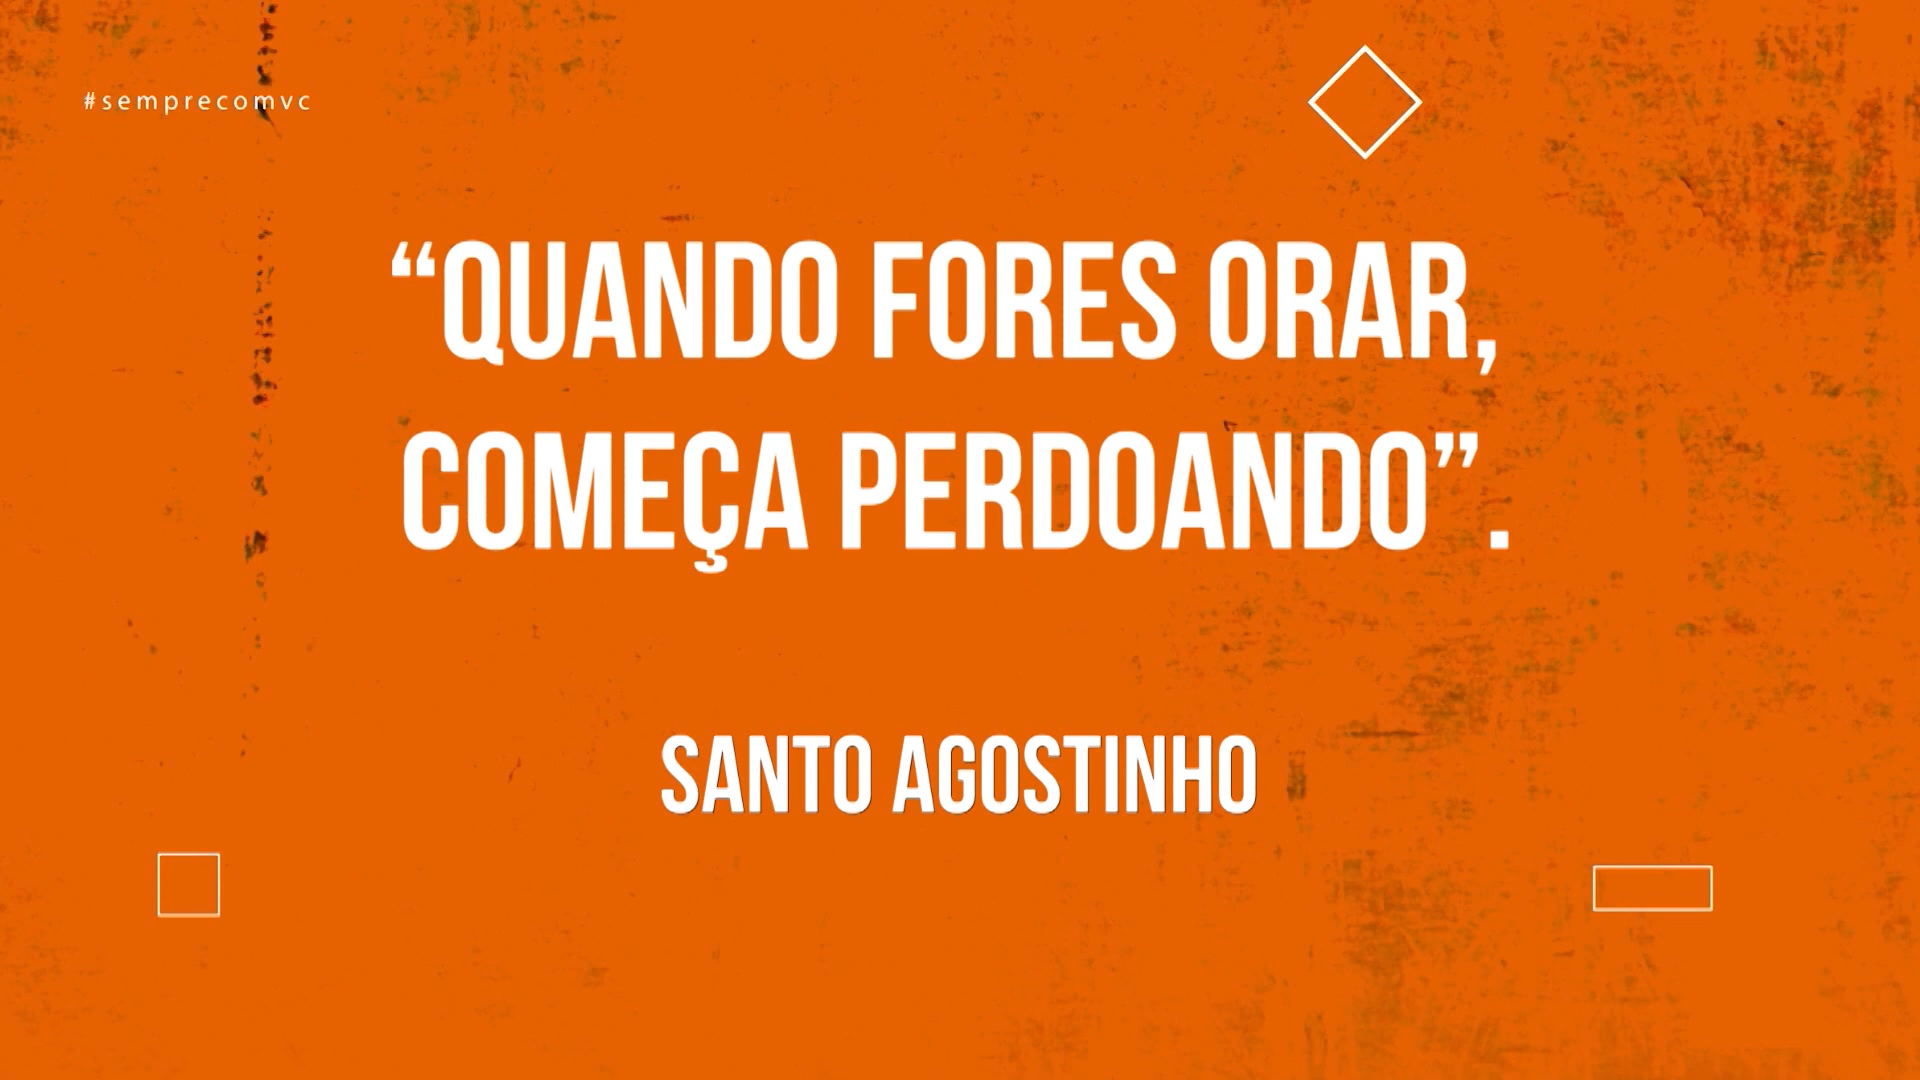 #semprecomvc
“QUANDO FORES ORAR,
COMEÇA PERDOANDO”.
SANTO AGOSTINHO